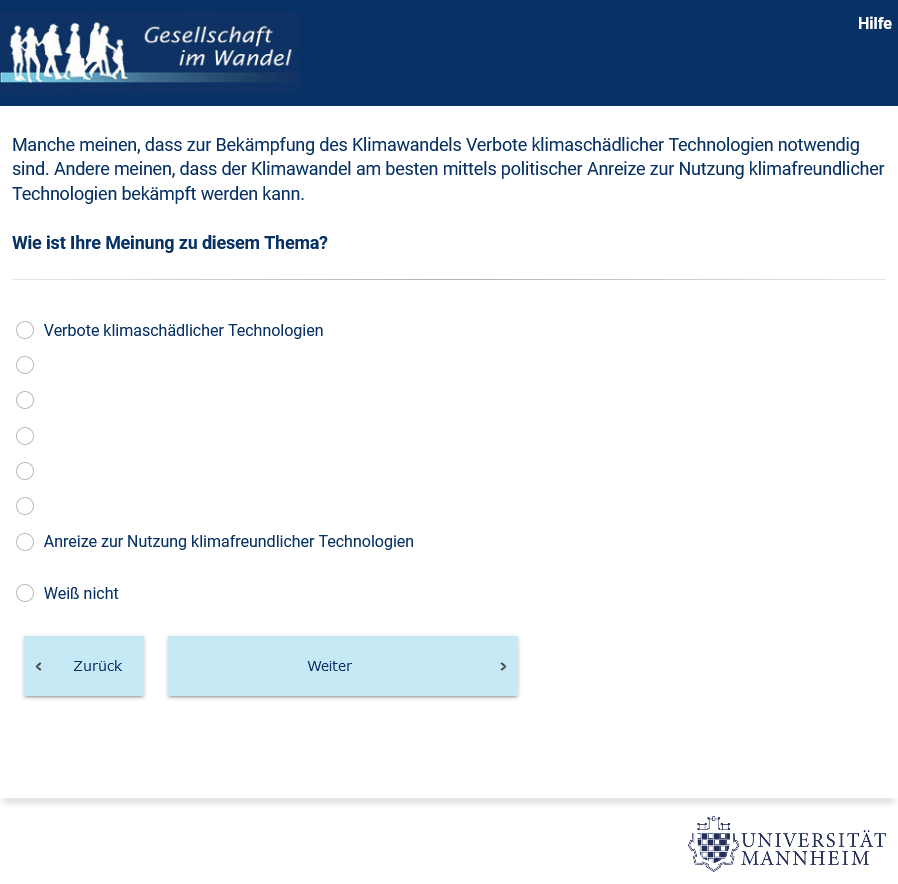 Gesellschaft
im Wandel
Hilfe
Manche meinen, dass zur Bekämpfung des Klimawandels Verbote klimaschädlicher Technologien notwendig
sind. Andere meinen, dass der Klimawandel am besten mittels politischer Anreize zur Nutzung klimafreundlicher
Technologien bekämpft werden kann.
Wie ist Ihre Meinung zu diesem Thema?
Verbote klimaschädlicher Technologien
Anreize zur Nutzung klimafreundlicher Technologien
Weiß nicht
Zurück
Weiter
UNIVERSITÄT
MANNHEIM